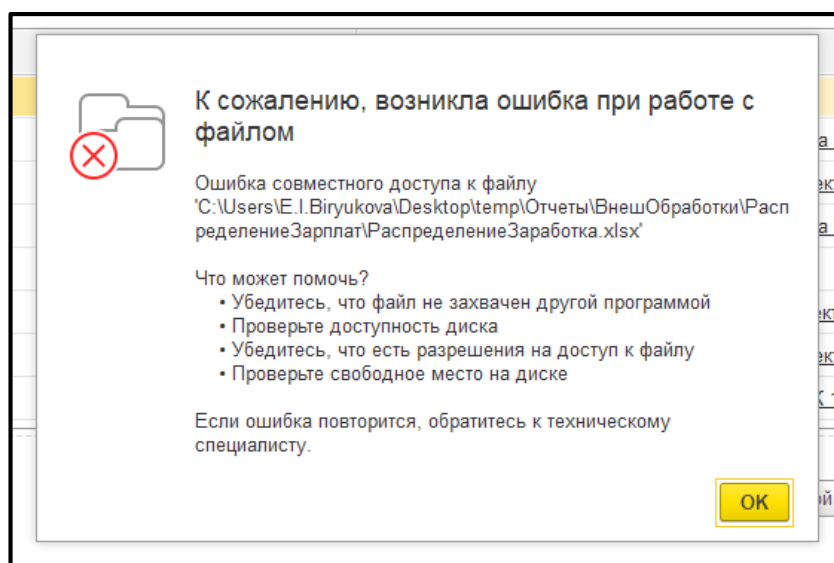 К сожалению, возникла ошибка при работе с
файлом
Ошибка совместного доступа к файлу
'C:\Users\E.I.Biryukova\Desktop\temp\Отчеты\ВнешОбработки\Расп
ределениеЗарплат\РаспределениеЗаработка.xlsx'
Что может помочь?
• Убедитесь, что файл не захвачен другой программой
• Проверьте доступность диска
• Убедитесь, что есть разрешения на доступ к файлу
• Проверьте свободное место на диске
Если ошибка повторится, обратитесь к техническому
специалисту.
OK